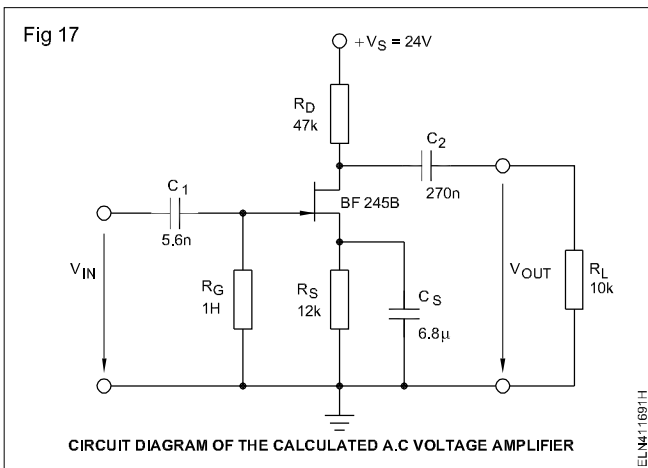 Fig 17
+ VS = 24V
RD
47k
C2
270n
BF 245B
C1
5.6n
VIN
RG
1H
RS
12k
CS
6.8µ
VOUT
RL
10k
CIRCUIT DIAGRAM OF THE CALCULATED A.C VOLTAGE AMPLIFIER
ELN411691H